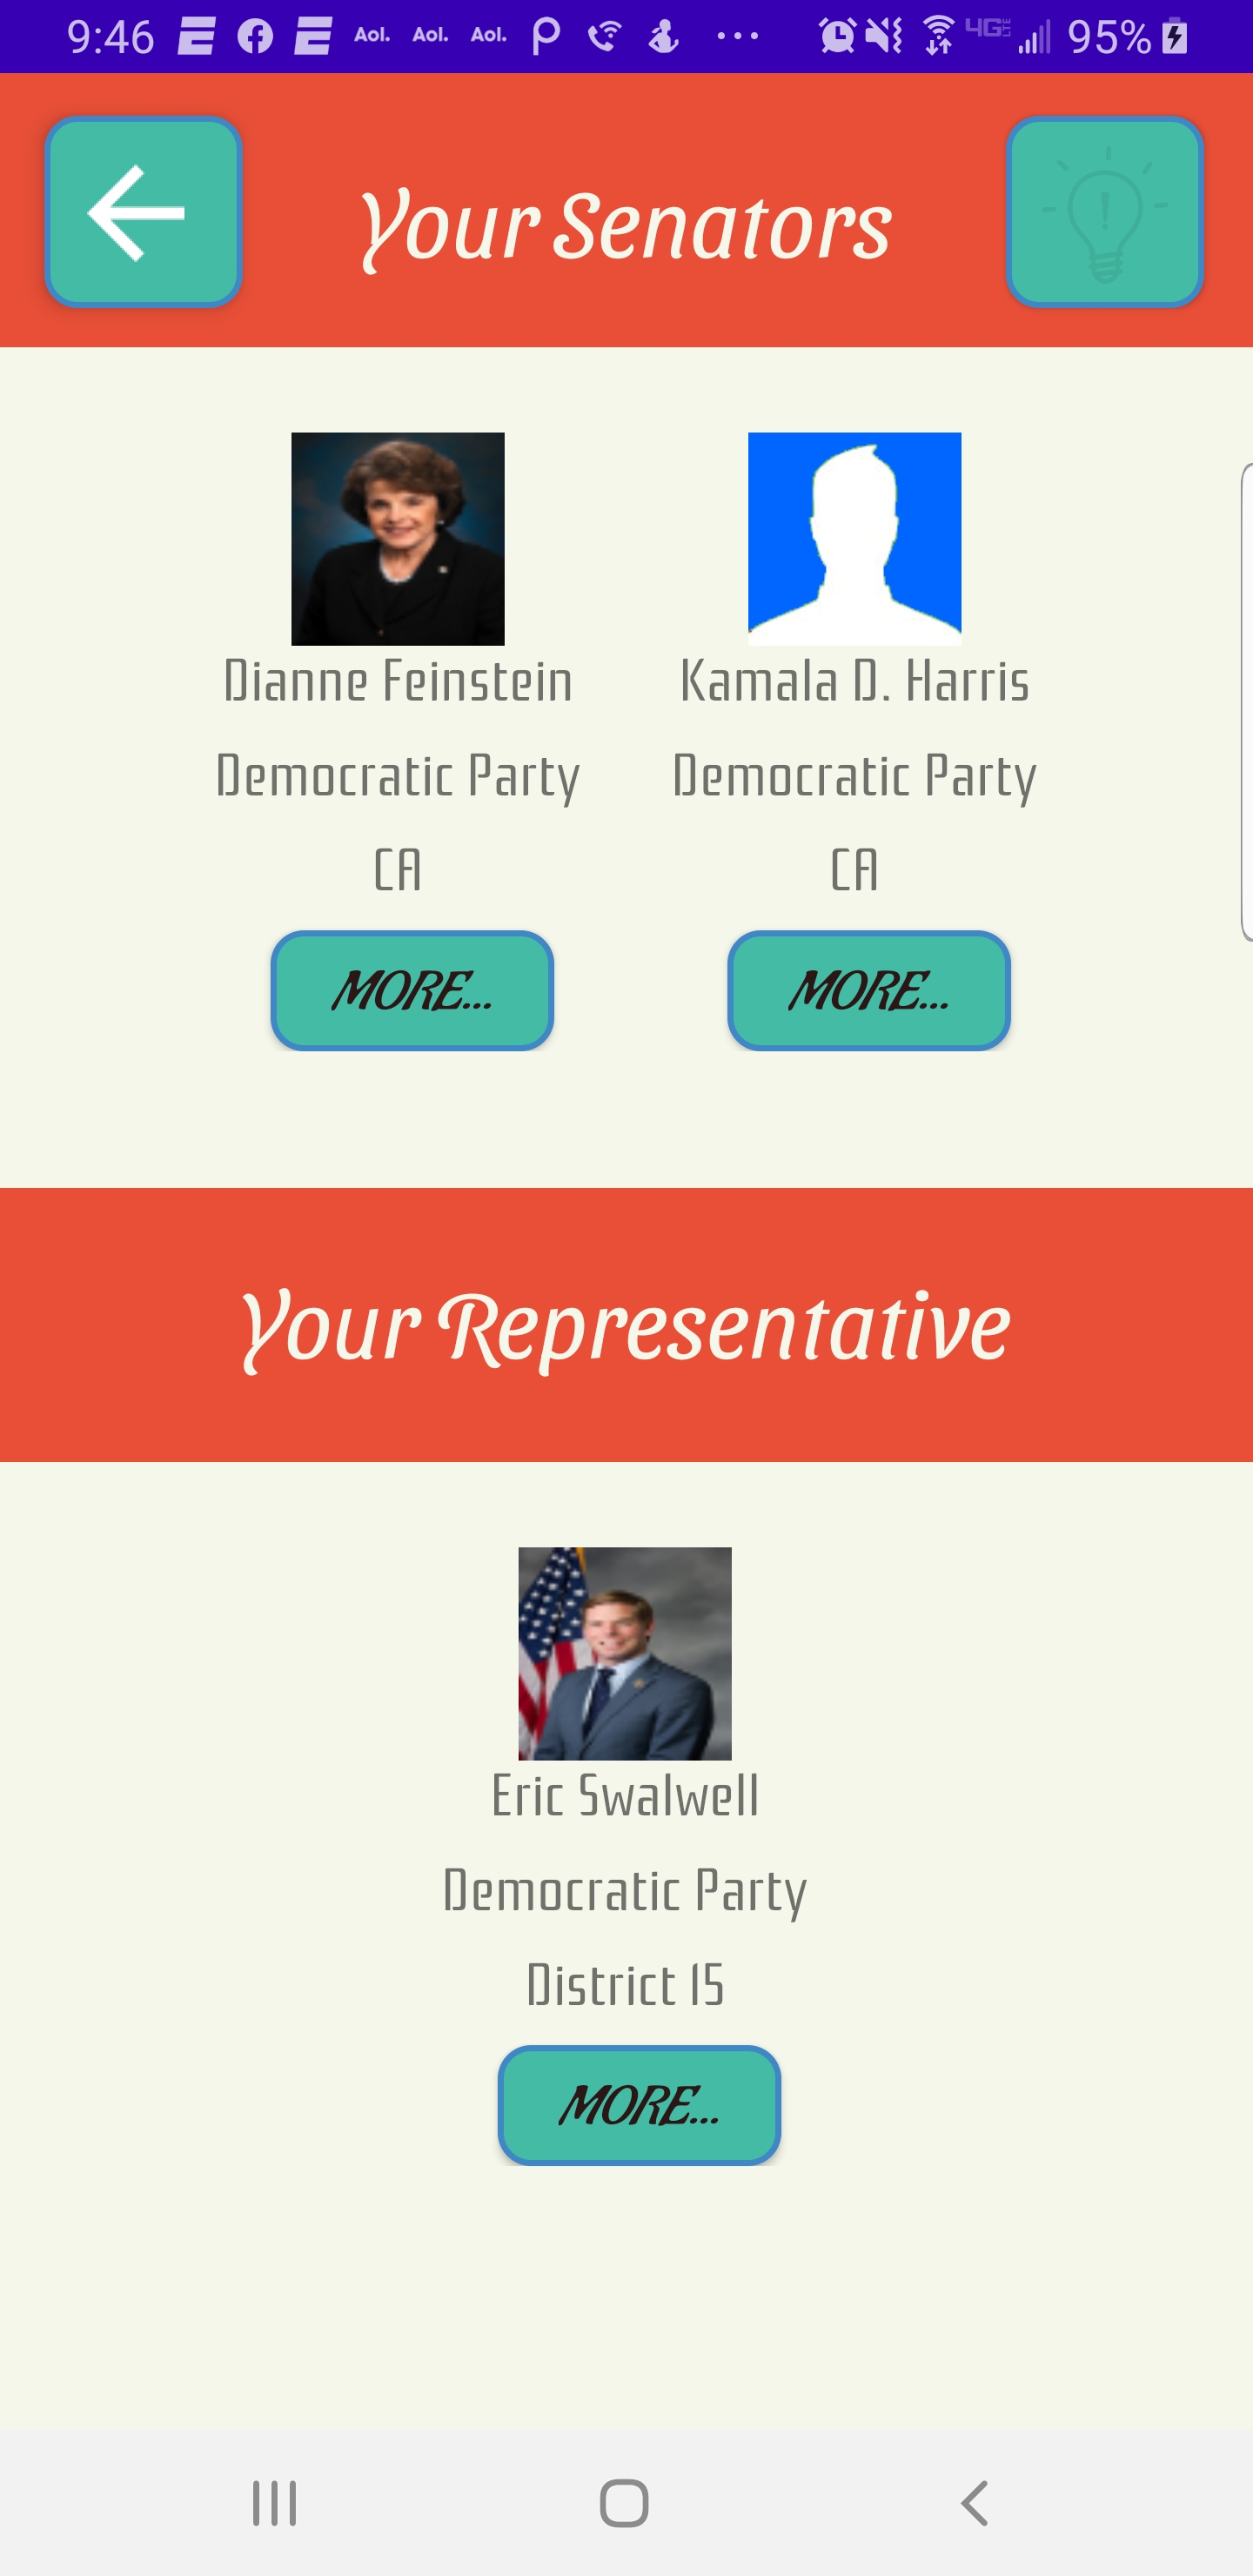 9:46 Aol. Aol. Aol. 4G LTE 95%
Your Senators
Dianne Feinstein
Democratic Party
CA
MORE...
Kamala D. Harris
Democratic Party
CA
MORE...
Your Representative
Eric Swalwell
Democratic Party
District 15
MORE...